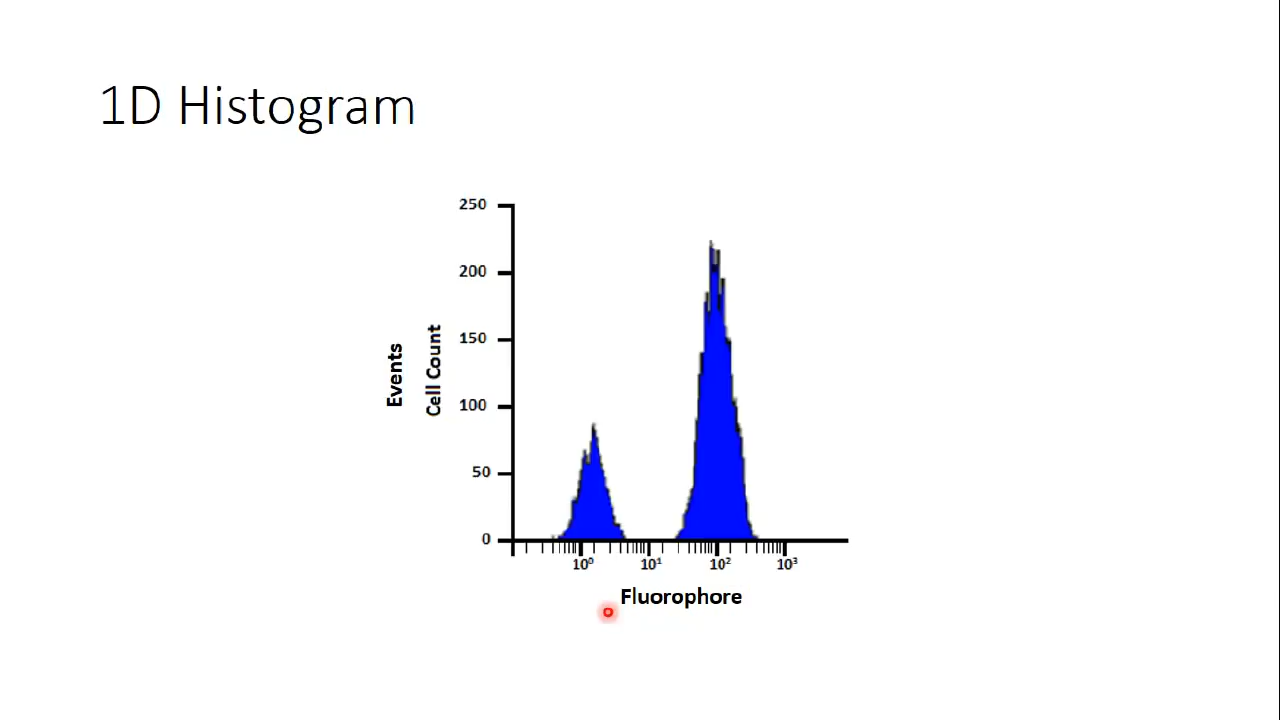 1D Histogram
250
200
150
100
50
0
Events
Cell Count
10⁰ 10¹ 10² 10³
Fluorophore